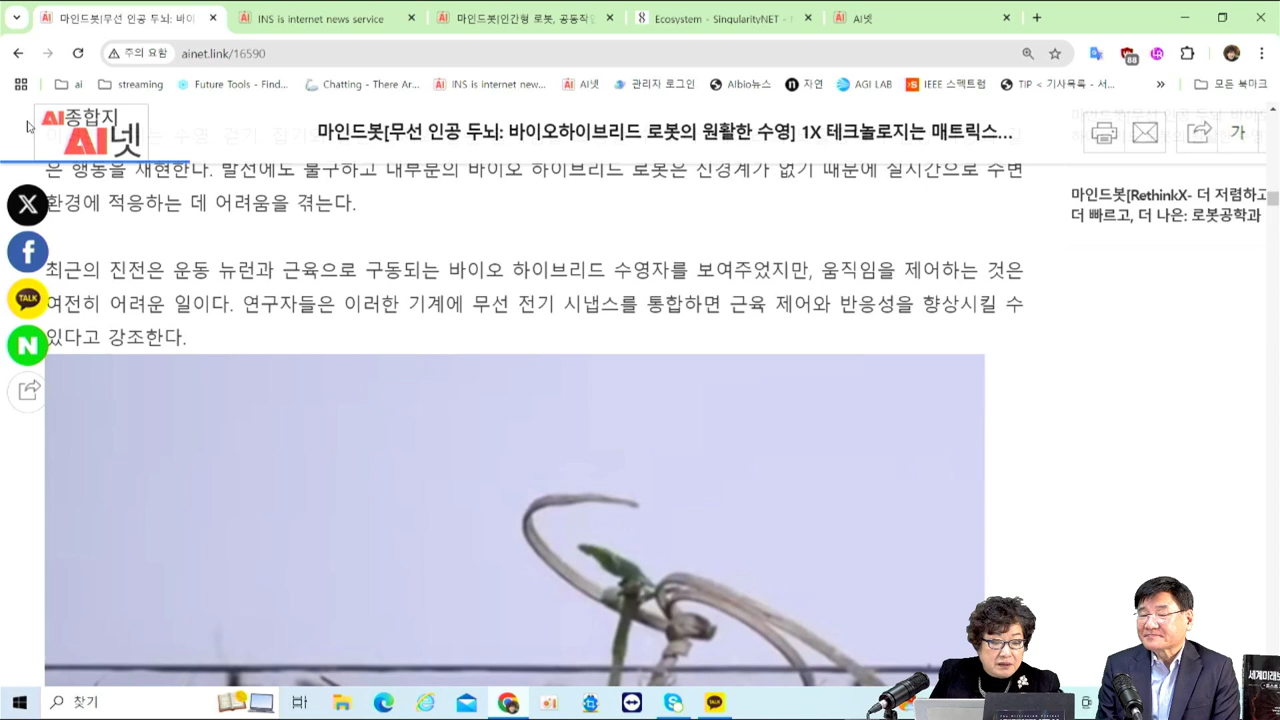 마인드봇[무선 인공 두뇌: 바이
INS is internet news service
마인드봇[인간형 로봇, 공동작업
Ecosystem - SingularityNET -
AI넷
주의 요함
ainet.link/16590
88
ai
streaming
Future Tools - Find...
Chatting - There Ar...
INS is internet new...
AI넷
관리자 로그인
AIbio뉴스
자연
AGI LAB
IEEE 스펙트럼
TIP < 기사목록 - 서...
»
모든 북마크
AI종합지
AI넷
마인드봇[무선 인공 두뇌: 바이오하이브리드 로봇의 원활한 수영] 1X 테크놀로지는 매트릭스...
가
은 행동을 재현한다. 발전에도 불구하고 대부분의 바이오 하이브리드 로봇은 신경계가 없기 때문에 실시간으로 수면
환경에 적응하는 데 어려움을 겪는다.
마인드봇[RethinkX- 더 저렴하고
더 빠르고, 더 나은: 로봇공학과
최근의 진전은 운동 뉴런과 근육으로 구동되는 바이오 하이브리드 수영자를 보여주었지만, 움직임을 제어하는 것은
여전히 어려운 일이다. 연구자들은 이러한 기계에 무선 전기 시냅스를 통합하면 근육 제어와 반응성을 향상시킬 수
있다고 강조한다.
TALK
N
찾기
TALK
세계미래보